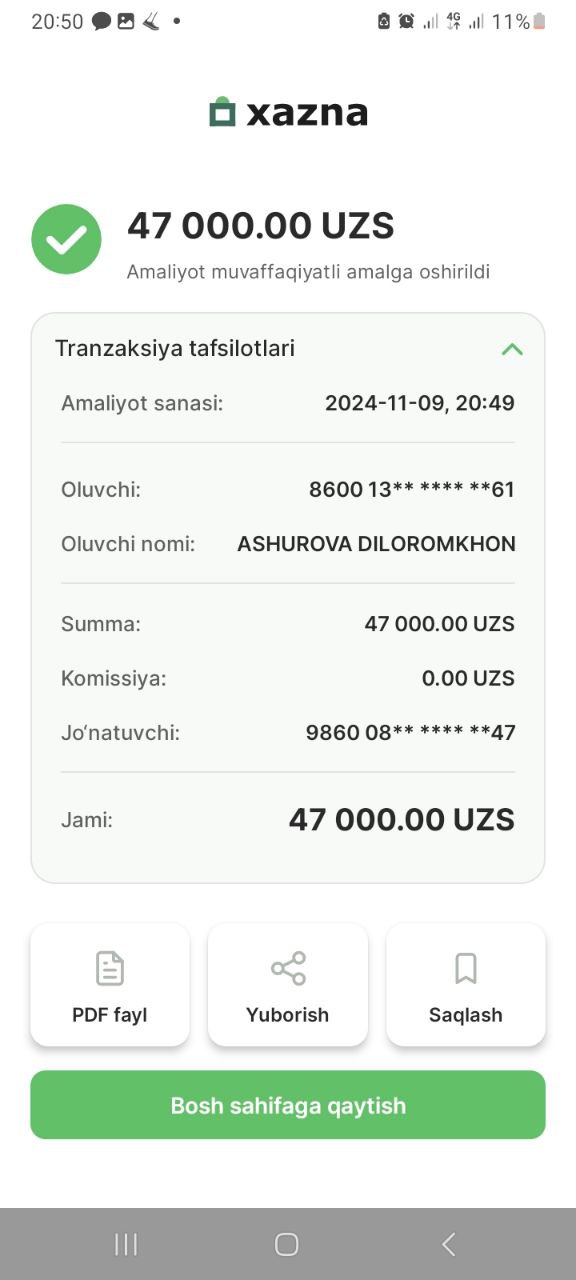 20:50
4G 11%
xazna
47 000.00 UZS
Amaliyot muvaffaqiyatli amalga oshirildi
Tranzaksiya tafsilotlari
Amaliyot sanasi: 2024-11-09, 20:49
Oluvchi: 8600 13** **** **61
Oluvchi nomi: ASHUROVA DILOROMKHON
Summa: 47 000.00 UZS
Komissiya: 0.00 UZS
Jo‘natuvchi: 9860 08** **** **47
Jami: 47 000.00 UZS
PDF fayl Yuborish Saqlash
Bosh sahifaga qaytish